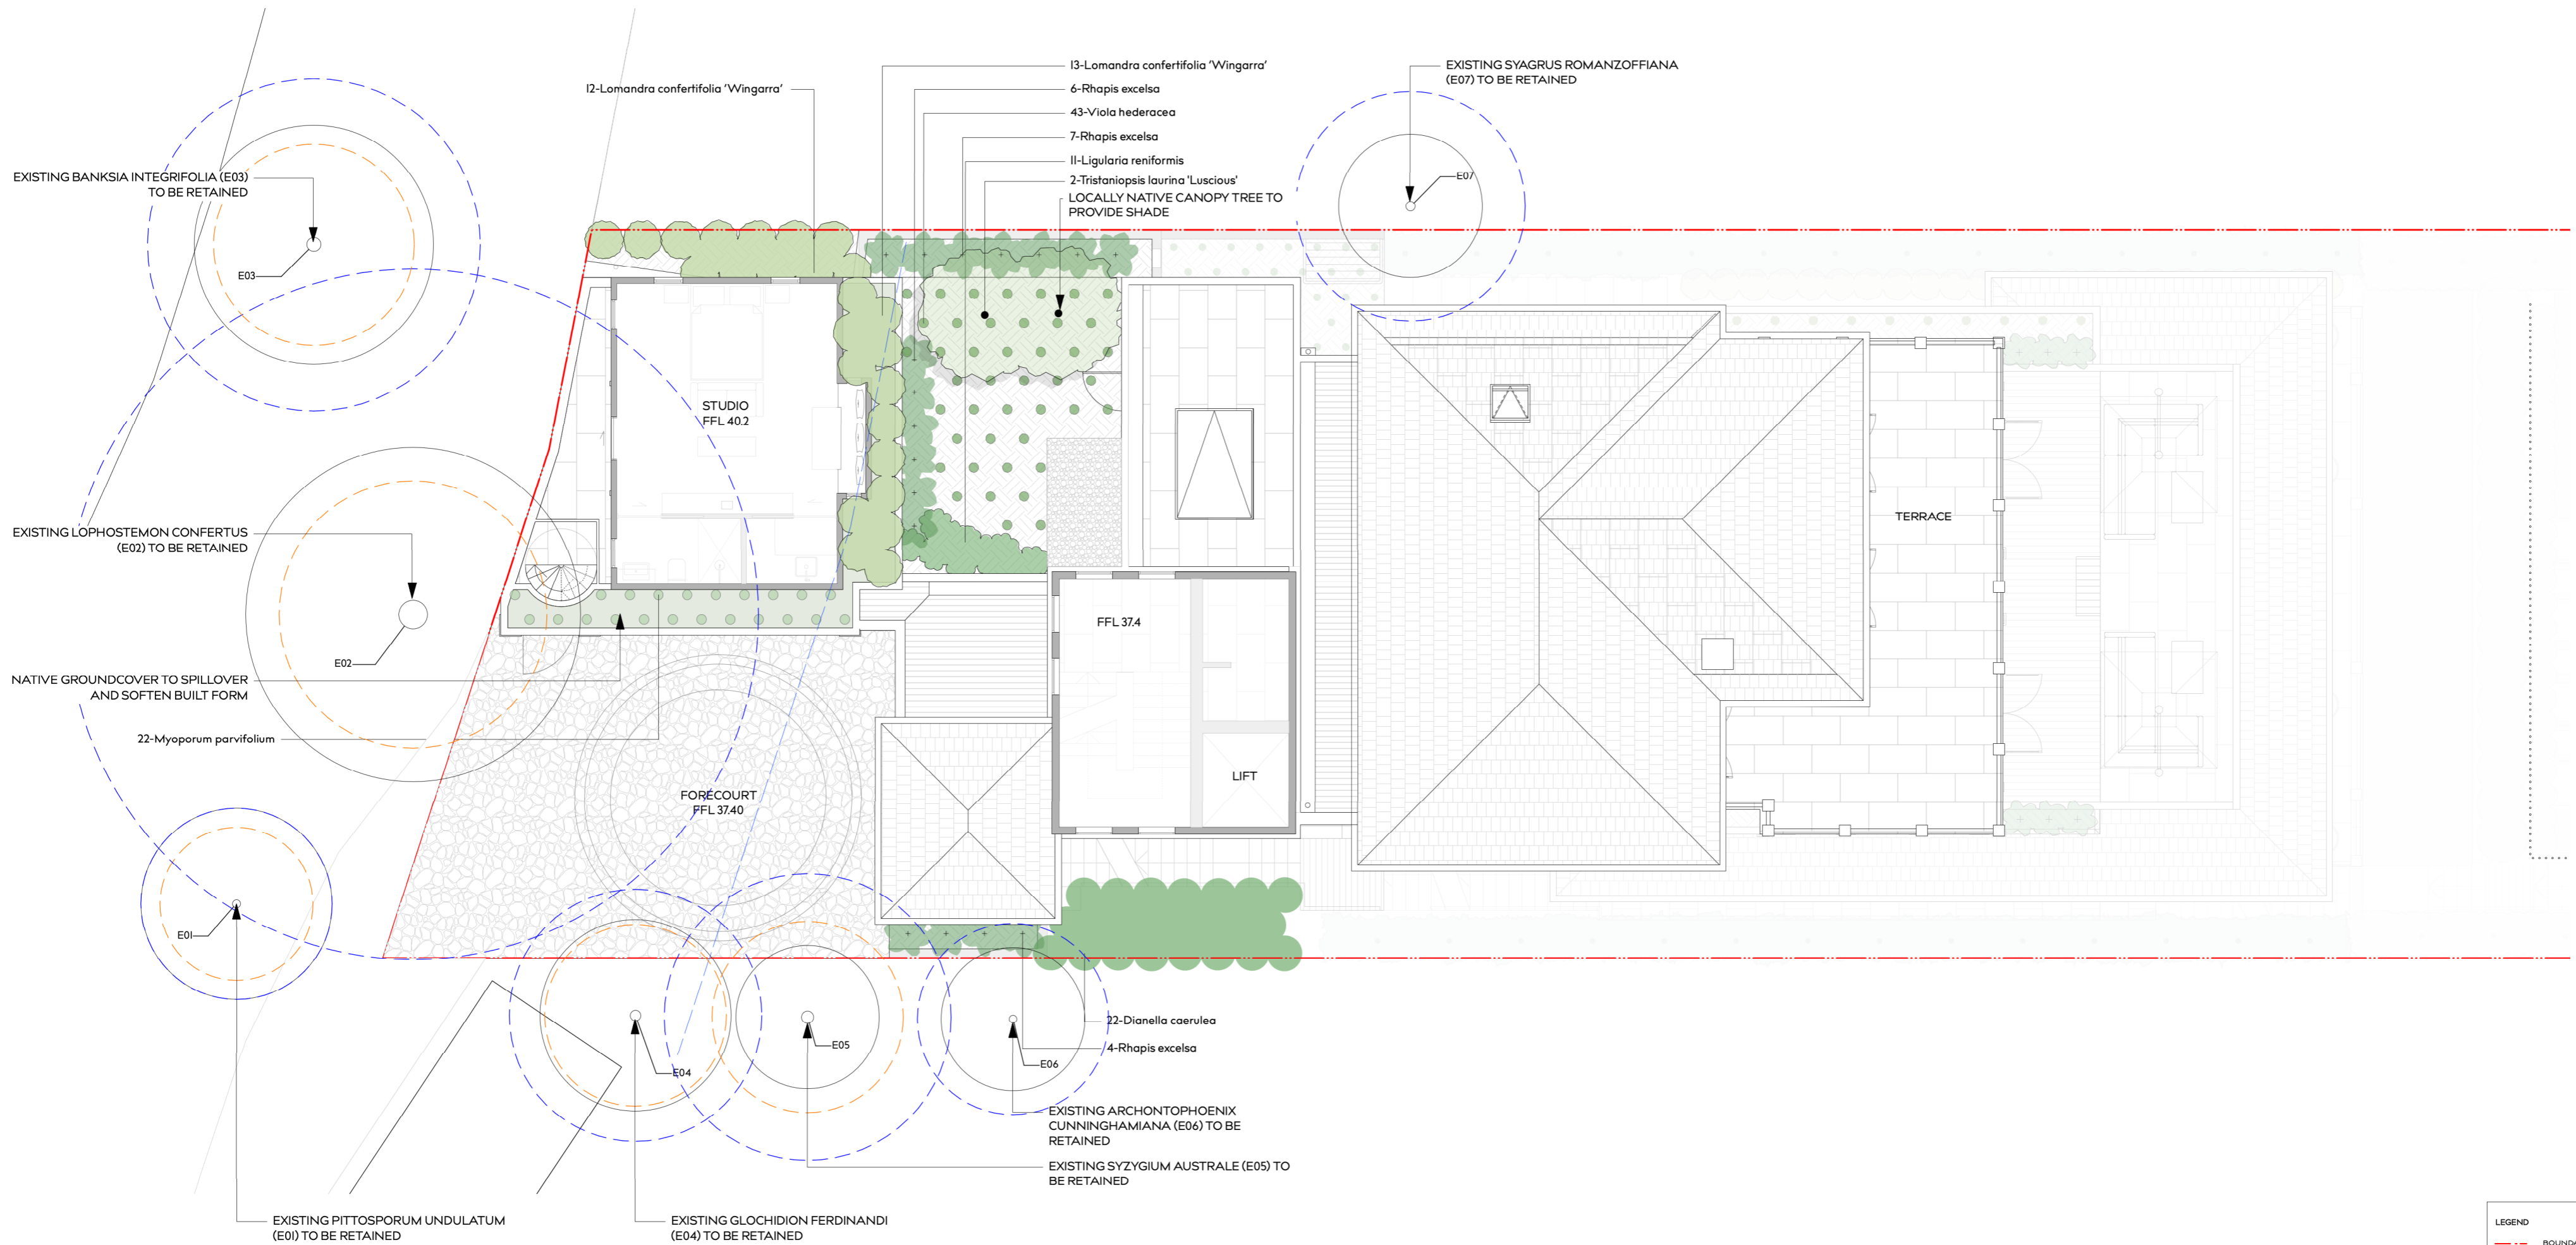 13-Lomandra confertifolia 'Wingarra'
12-Lomandra confertifolia 'Wingarra'
6-Rhapis excelsa
43-Viola hederacea
7-Rhapis excelsa
11-Ligularia reniformis
2-Tristaniopsis laurina 'Luscious'
LOCALLY NATIVE CANOPY TREE TO
PROVIDE SHADE
EXISTING SYAGRUS ROMANZOFFIANA
(E07) TO BE RETAINED
E07
EXISTING BANKSIA INTEGRIFOLIA (E03)
TO BE RETAINED
E03
STUDIO
FFL 40.2
EXISTING LOPHOSTEMON CONFERTUS
(E02) TO BE RETAINED
TERRACE
FFL 37.4
E02
NATIVE GROUNDCOVER TO SPILLOVER
AND SOFTEN BUILT FORM
22-Myoporum parvifolium
LIFT
FORECOURT
FFL 37.40
E01
22-Dianella caerulea
4-Rhapis excelsa
E05
E04
E06
EXISTING ARCHONTOPHOENIX
CUNNINGHAMIANA (E06) TO BE
RETAINED
EXISTING SYZYGIUM AUSTRALE (E05) TO
BE RETAINED
EXISTING PITTOSPORUM UNDULATUM
(E01) TO BE RETAINED
EXISTING GLOCHIDION FERDINANDI
(E04) TO BE RETAINED
LEGEND